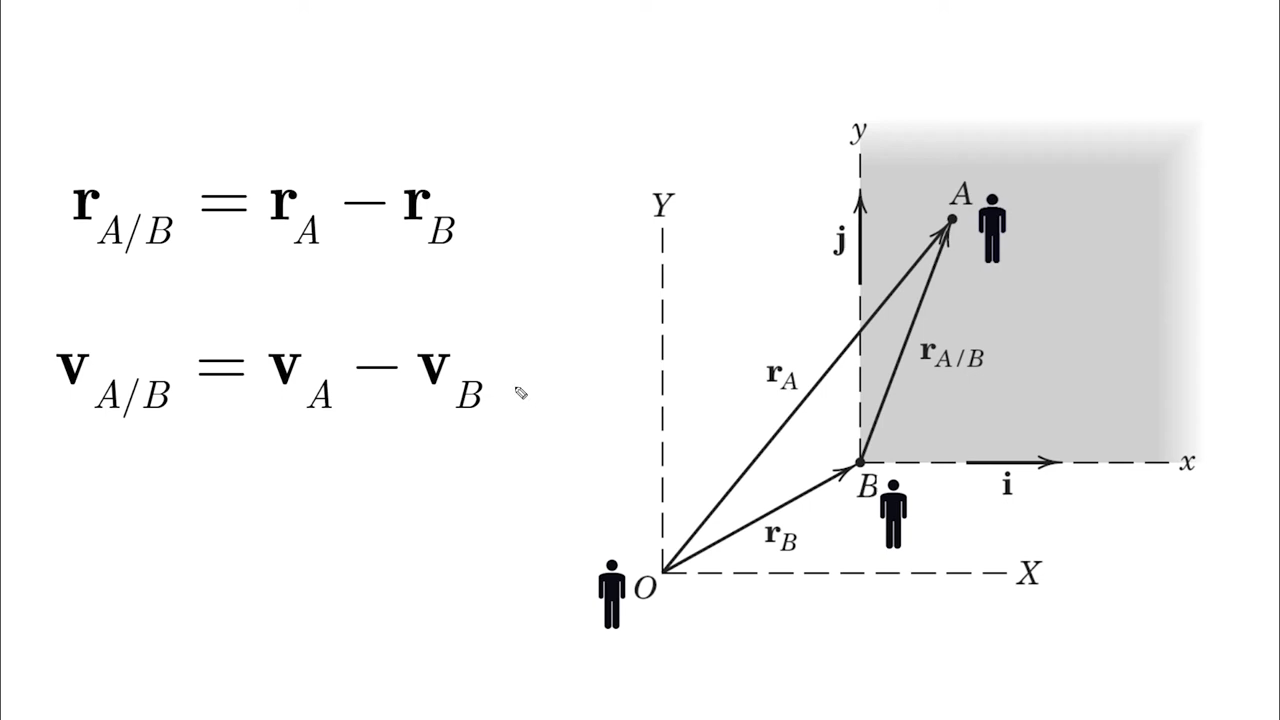 r_{A/B} = r_A − r_B
v_{A/B} = v_A − v_B
y
Y
A
j
r_{A/B}
r_A
x
B
i
r_B
O
X